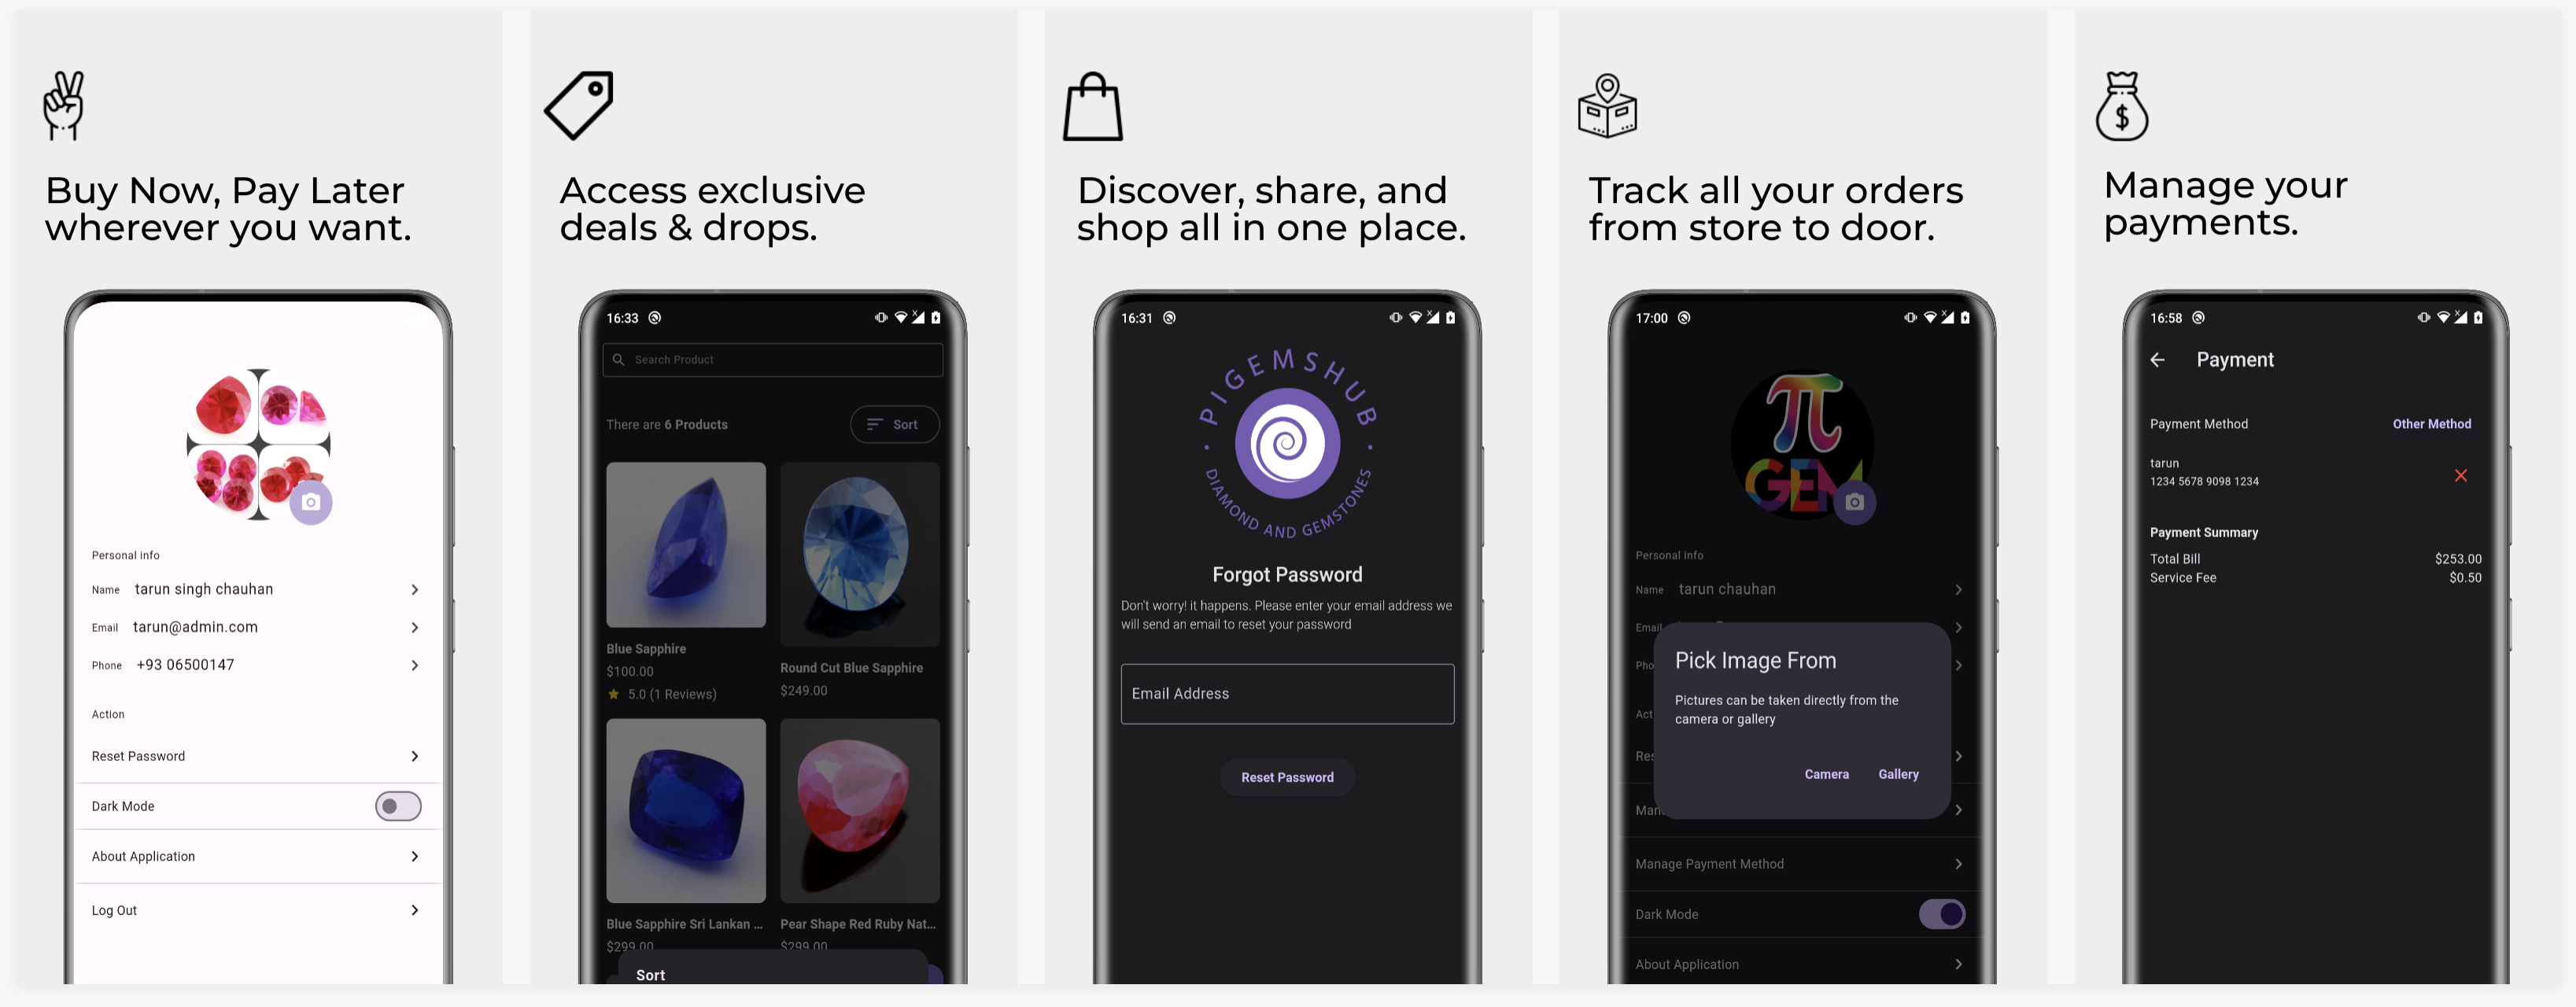 Buy Now, Pay Later
wherever you want.
Personal info
Name tarun singh chauhan
Email tarun@admin.com
Phone +93 06500147
Action
Reset Password
Dark Mode
About Application
Log Out
Access exclusive
deals & drops.
16:33
Search Product
There are 6 Products
Sort
Blue Sapphire
$100.00
5.0 (1 Reviews)
Round Cut Blue Sapphire
$249.00
Blue Sapphire Sri Lankan ...
$299.00
Pear Shape Red Ruby Nat...
$299.00
Sort
Discover, share, and
shop all in one place.
16:31
PIGEMSHUB
DIAMOND AND GEMSTONES
Forgot Password
Don't worry! it happens. Please enter your email address we
will send an email to reset your password
Email Address
Reset Password
Track all your orders
from store to door.
17:00
π
GEM
Personal info
Name tarun chauhan
Email
Pho
Pick Image From
Pictures can be taken directly from the
camera or gallery
Camera Gallery
Act
Res
Man
Manage Payment Method
Dark Mode
About Application
$
Manage your
payments.
16:58
Payment
Payment Method Other Method
tarun
1234 5678 9098 1234
Payment Summary
Total Bill $253.00
Service Fee $0.50